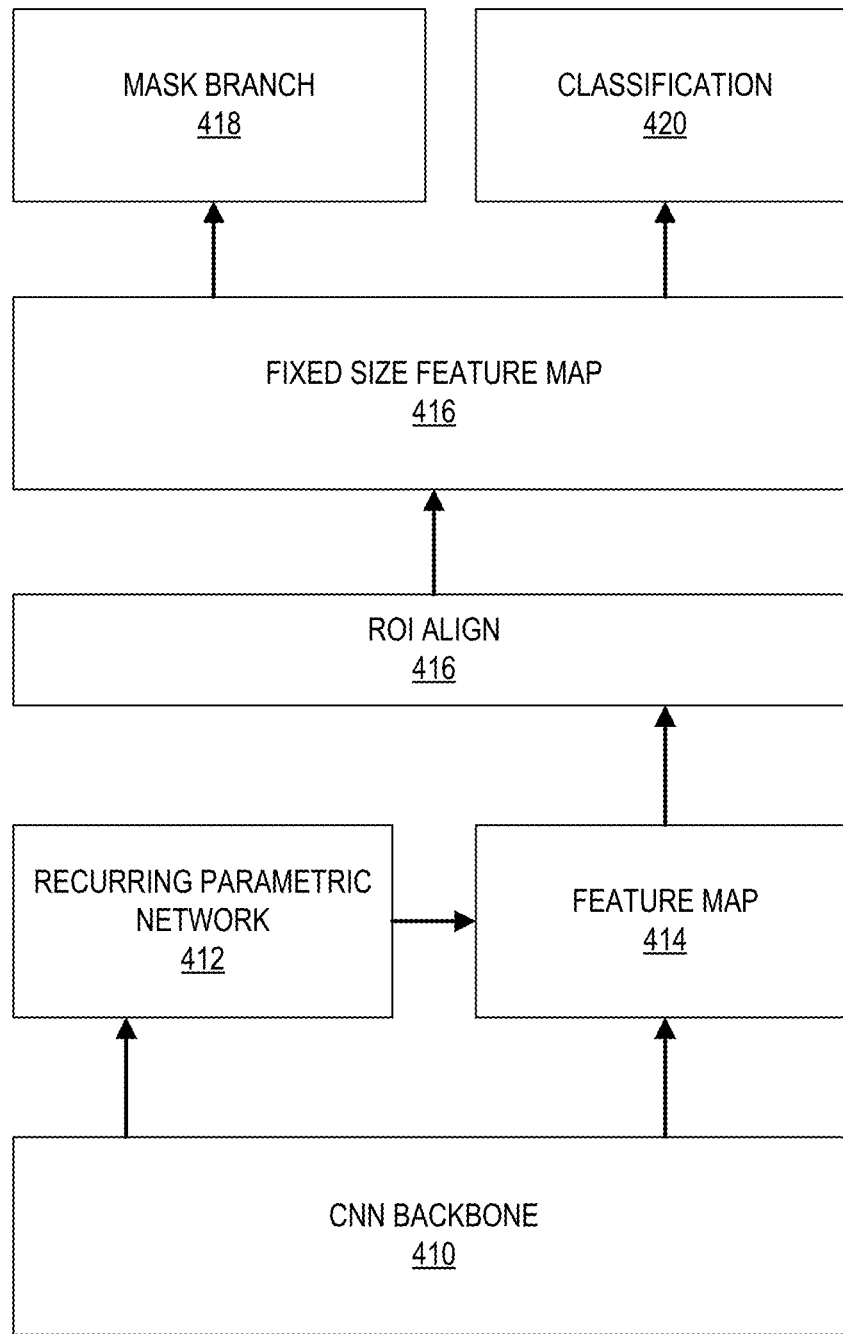 MASK BRANCH
418
CLASSIFICATION
420
FIXED SIZE FEATURE MAP
416
ROI ALIGN
416
RECURRING PARAMETRIC
NETWORK
412
FEATURE MAP
414
CNN BACKBONE
410